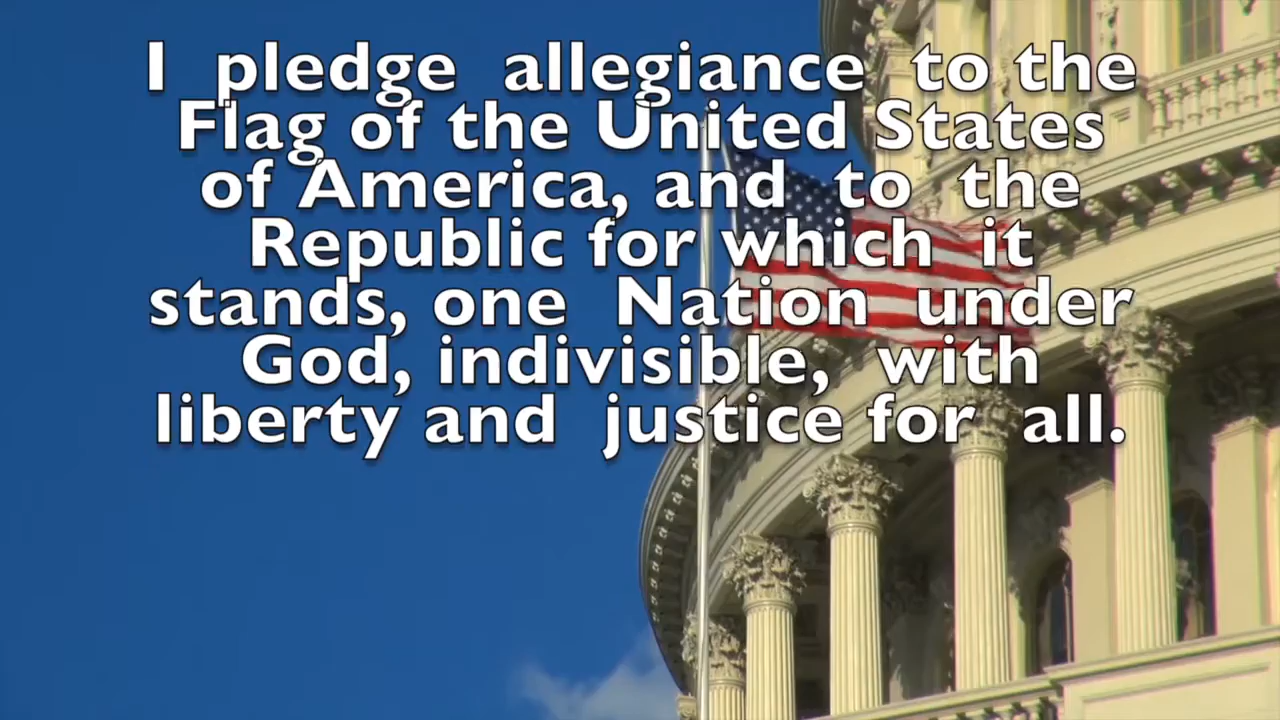 I pledge allegiance to the
Flag of the United States
of America, and to the
Republic for which it
stands, one Nation under
God, indivisible, with
liberty and justice for all.